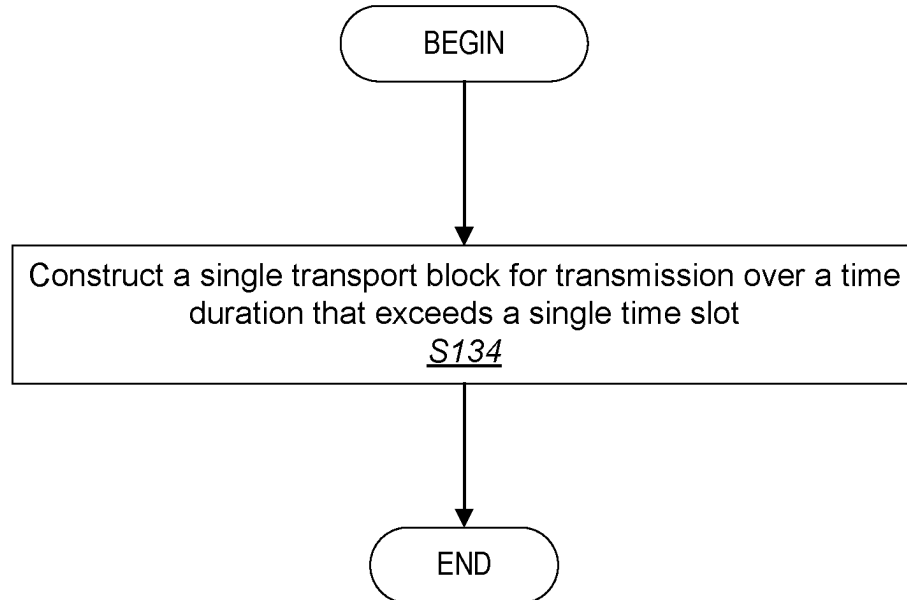 BEGIN
Construct a single transport block for transmission over a time
duration that exceeds a single time slot
S134
END